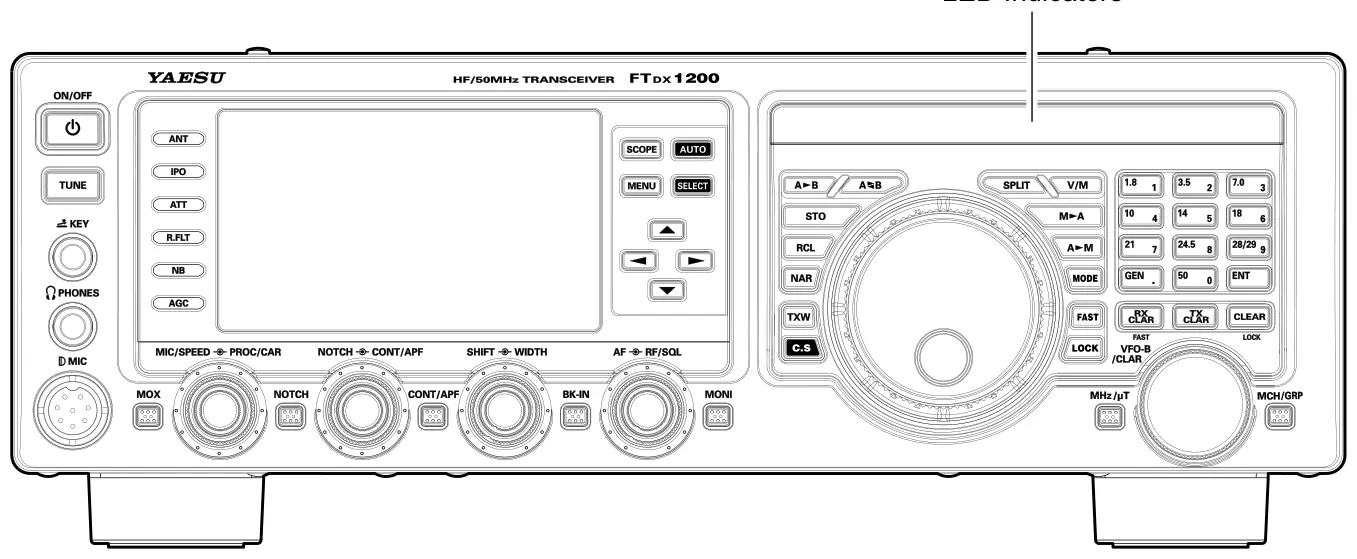 LED Indicators
YAESU
HF/50MHz TRANSCEIVER FT DX 1200
ON/OFF
TUNE
KEY
PHONES
MIC
ANT
IPO
ATT
R.FLT
NB
AGC
SCOPE AUTO
MENU SELECT
MIC/SPEED PROC/CAR
NOTCH CONT/APF
SHIFT WIDTH
AF RF/SQL
MOX
NOTCH
CONT/APF
BK-IN
MONI
A►B A⇆B
STO
RCL
NAR
TXW
C.S
SPLIT V/M
M►A
A►M
MODE
FAST
LOCK
1.8 1 3.5 2 7.0 3
10 4 14 5 18 6
21 7 24.5 8 28/29 9
GEN . 50 0 ENT
RX CLAR TX CLAR CLEAR
FAST LOCK
VFO-B
/CLAR
MHz/μT
MCH/GRP